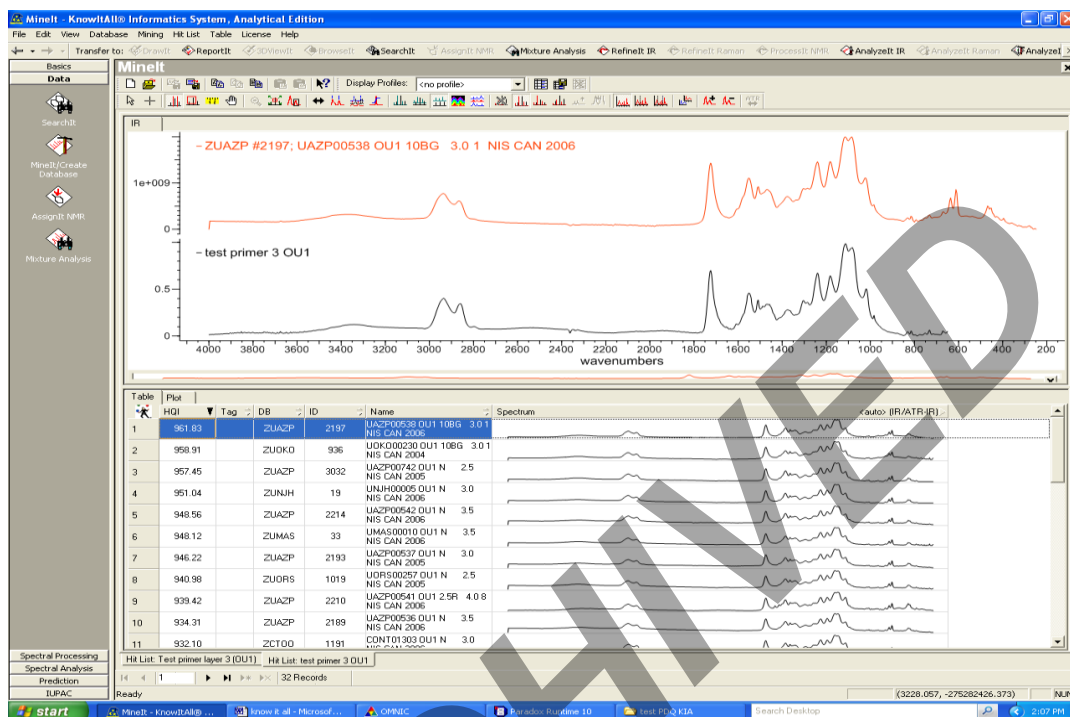 MineIt - KnowItAll® Informatics System, Analytical Edition
File Edit View Database Mining Hit List Table License Help
Transfer to: DrawIt ReportIt 3DViewIt BrowseIt SearchIt AssignIt NMR Mixture Analysis RefineIt IR RefineIt Raman ProcessIt NMR AnalyzeIt IR AnalyzeIt Raman AnalyzeI
Basics
Data
SearchIt
MineIt/Create
Database
AssignIt NMR
Mixture Analysis
Spectral Processing
Spectral Analysis
Prediction
IUPAC
MineIt
Display Profiles: <no profile>
IR
- ZUAZP #2197; UAZP00538 OU1 10BG 3.0 1 NIS CAN 2006
1e+009
0
- test primer 3 OU1
0.5
0
4000 3800 3600 3400 3200 3000 2800 2600 2400 2200 2000 1800 1600 1400 1200 1000 800 600 400 200
wavenumbers
Table Plot
HQI Tag DB ID Name Spectrum <auto> (IR/ATR-IR)
1 961.83 ZUAZP 2197 UAZP00538 OU1 10BG 3.0 1
NIS CAN 2006
2 958.91 ZUOKO 936 UOKO00230 OU1 10BG 3.0 1
NIS CAN 2004
3 957.45 ZUAZP 3032 UAZP00742 OU1 N 2.5
NIS CAN 2005
4 951.04 ZUNJH 19 UNJH00005 OU1 N 3.0
NIS CAN 2006
5 948.56 ZUAZP 2214 UAZP00542 OU1 N 3.5
NIS CAN 2006
6 948.12 ZUMAS 33 UMAS00010 OU1 N 3.5
NIS CAN 2006
7 946.22 ZUAZP 2193 UAZP00537 OU1 N 3.0
NIS CAN 2005
8 940.98 ZUORS 1019 UORS00257 OU1 N 2.5
NIS CAN 2005
9 939.42 ZUAZP 2210 UAZP00541 OU1 2.5R 4.0 8
NIS CAN 2006
10 934.31 ZUAZP 2189 UAZP00536 OU1 N 3.5
NIS CAN 2006
11 932.10 ZCTOO 1191 CONT01303 OU1 N 3.0
NIS CAN 2006
Hit List: Test primer layer 3 (OU1) Hit List: test primer 3 OU1
1 32 Records
Ready (3228.057, -275282426.373) NUM
start MineIt - KnowItAll® ... know it all - Microsof... OMNIC Paradox Runtime 10 test PDQ KIA Search Desktop 2:07 PM
HIVED